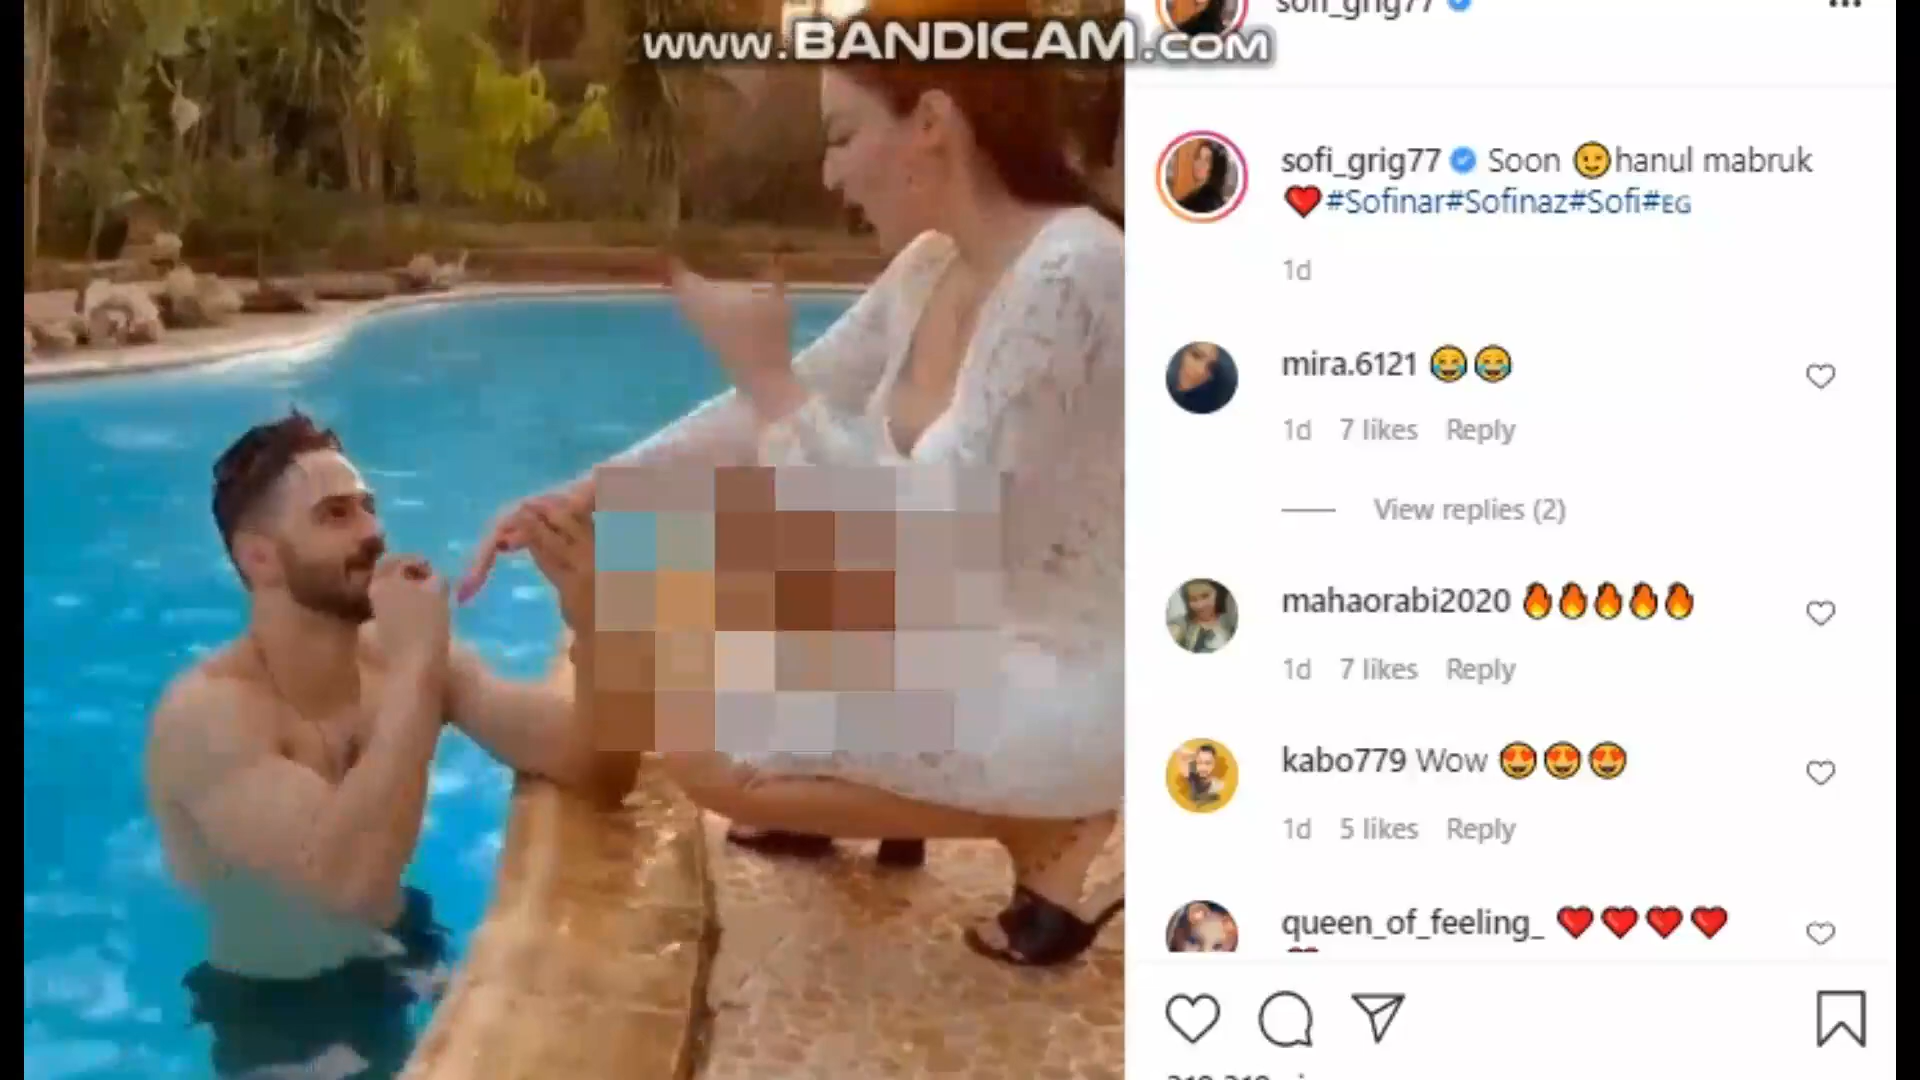 www.BANDICAM.com
sofi_grig77
sofi_grig77 Soon 😉hanul mabruk
❤️#Sofinar#Sofinaz#Sofi#EG
1d
mira.6121 😂😂
1d 7 likes Reply
View replies (2)
mahaorabi2020 🔥🔥🔥🔥🔥
1d 7 likes Reply
kabo779 Wow 😍😍😍
1d 5 likes Reply
queen_of_feeling_ ❤️❤️❤️❤️